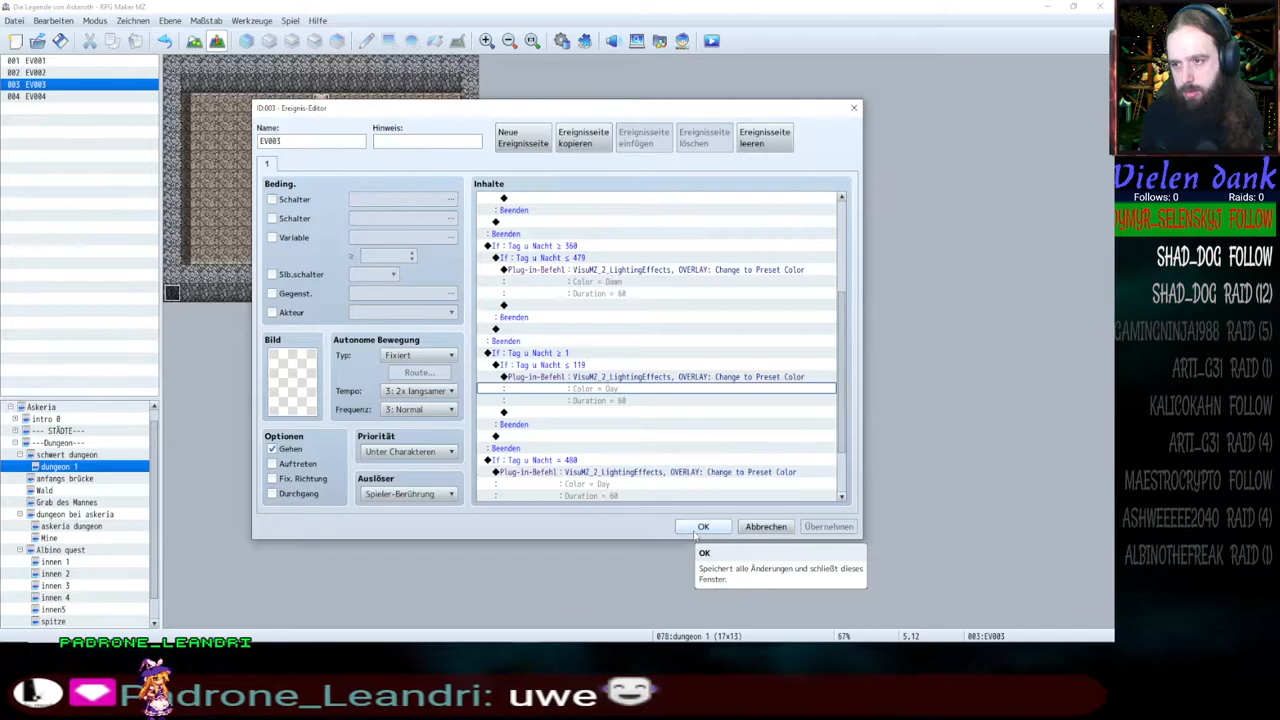 Die Legende von Askeroth - RPG Maker MZ
Datei Bearbeiten Modus Zeichnen Ebene Maßstab Werkzeuge Spiel Hilfe
001 EV001
002 EV002
003 EV003
004 EV004
ID:003 - Ereignis-Editor
Name:
Hinweis:
EV003
Neue Ereignisseite
Ereignisseite kopieren
Ereignisseite einfügen
Ereignisseite löschen
Ereignisseite leeren
1
Beding.
Schalter
Schalter
Variable
≥
Slb.schalter
Gegenst.
Akteur
Bild
Autonome Bewegung
Typ: Fixiert
Route...
Tempo: 3: 2x langsamer
Frequenz: 3: Normal
Optionen
Gehen
Auftreten
Fix. Richtung
Durchgang
Priorität
Unter Charakteren
Auslöser
Spieler-Berührung
Inhalte
◆
: Beenden
◆
: Beenden
◆If：Tag u Nacht ≥ 360
◆If：Tag u Nacht ≤ 479
◆Plug-in-Befehl：VisuMZ_2_LightingEffects, OVERLAY: Change to Preset Color
: : Color = Dawn
: : Duration = 60
◆
: Beenden
◆
: Beenden
◆If：Tag u Nacht ≥ 1
◆If：Tag u Nacht ≤ 119
◆Plug-in-Befehl：VisuMZ_2_LightingEffects, OVERLAY: Change to Preset Color
: : Color = Day
: : Duration = 60
◆
: Beenden
◆
: Beenden
◆If：Tag u Nacht = 480
◆Plug-in-Befehl：VisuMZ_2_LightingEffects, OVERLAY: Change to Preset Color
: : Color = Day
: : Duration = 60
OK Abbrechen Übernehmen
OK
Speichert alle Änderungen und schließt dieses
Fenster.
Askeria
intro 0
--- STÄDTE---
---Dungeon---
schwert dungeon
dungeon 1
anfangs brücke
Wald
Grab des Mannes
dungeon bei askeria
askeria dungeon
Mine
Albino quest
innen 1
innen 2
innen 3
innen 4
innen5
spitze
078:dungeon 1 (17x13) 67% 5,12 003:EV003
Vielen dank
Follows: 0 Raids: 0
DYMYR_SELENSKYJ FOLLOW
SHAD_DOG FOLLOW
SHAD_DOG RAID (12)
GAMINGNINJA1988 RAID (5)
ARTI_G31 RAID (5)
KALICOKAHN FOLLOW
ARTI_G31 RAID (4)
MAESTROCRYPTO FOLLOW
ASHWEEEEE2040 RAID (4)
ALBINOTHEFREAK RAID (4)
PADRONE_LEANDRI
Padrone_Leandri: uwe